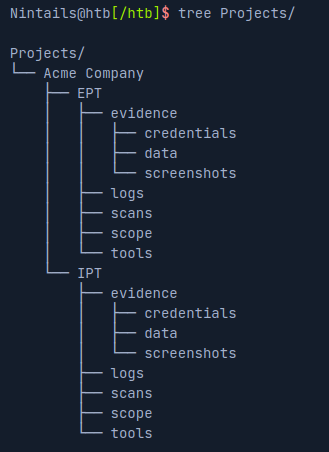 Nintails@htb[/htb]$ tree Projects/

Projects/
└── Acme Company
    ├── EPT
    │   ├── evidence
    │   │   ├── credentials
    │   │   ├── data
    │   │   └── screenshots
    │   ├── logs
    │   ├── scans
    │   ├── scope
    │   └── tools
    └── IPT
        ├── evidence
        │   ├── credentials
        │   ├── data
        │   └── screenshots
        ├── logs
        ├── scans
        ├── scope
        └── tools